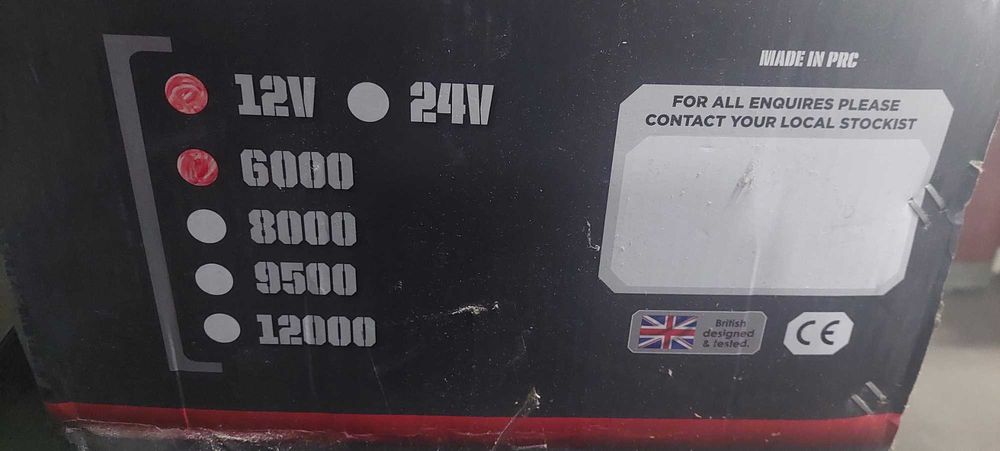 MADE IN PRC
12V 24V
6000
8000
9500
12000
FOR ALL ENQUIRES PLEASE
CONTACT YOUR LOCAL STOCKIST
British
designed
& tested.
CE